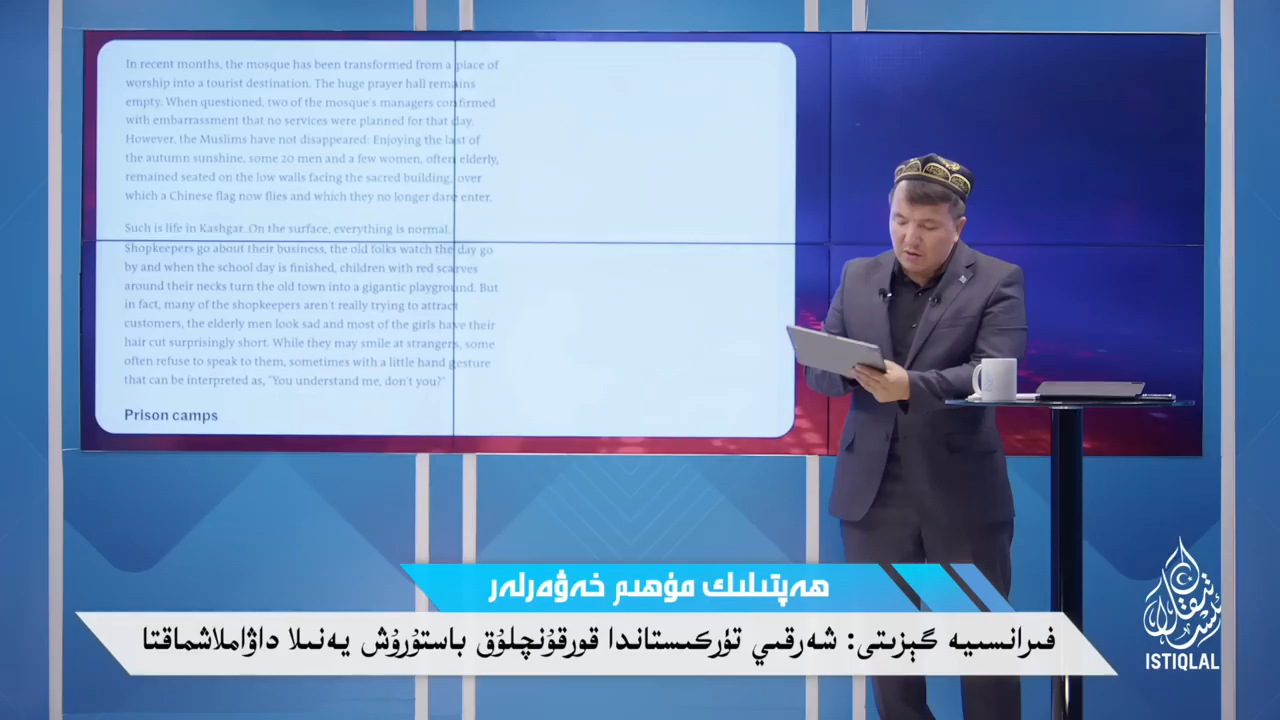 In recent months, the mosque has been transformed from a place of
worship into a tourist destination. The huge prayer hall remains
empty. When questioned, two of the mosque's managers confirmed
with embarrassment that no services were planned for that day.
However, the Muslims have not disappeared: Enjoying the last of
the autumn sunshine, some 20 men and a few women, often elderly,
remained seated on the low walls facing the sacred building, over
which a Chinese flag now flies and which they no longer dare enter.
Such is life in Kashgar. On the surface, everything is normal.
Shopkeepers go about their business, the old folks watch the day go
by and when the school day is finished, children with red scarves
around their necks turn the old town into a gigantic playground. But
in fact, many of the shopkeepers aren't really trying to attract
customers, the elderly men look sad and most of the girls have their
hair cut surprisingly short. While they may smile at strangers, some
often refuse to speak to them, sometimes with a little hand gesture
that can be interpreted as, "You understand me, don't you?"
Prison camps
ھەپتىلىك مۇھىم خەۋەرلەر
فىرانسىيە گېزىتى: شەرقىي تۈركىستاندا قورقۇنچلۇق باستۇرۇش يەنىلا داۋاملاشماقتا
ئىستىقلال
ISTIQLAL